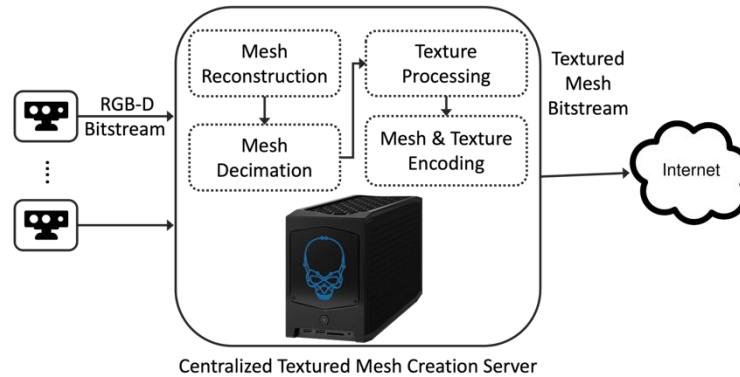 RGB-D
Bitstream
Mesh
Reconstruction
Mesh
Decimation
Texture
Processing
Mesh & Texture
Encoding
Textured
Mesh
Bitstream
Internet
Centralized Textured Mesh Creation Server